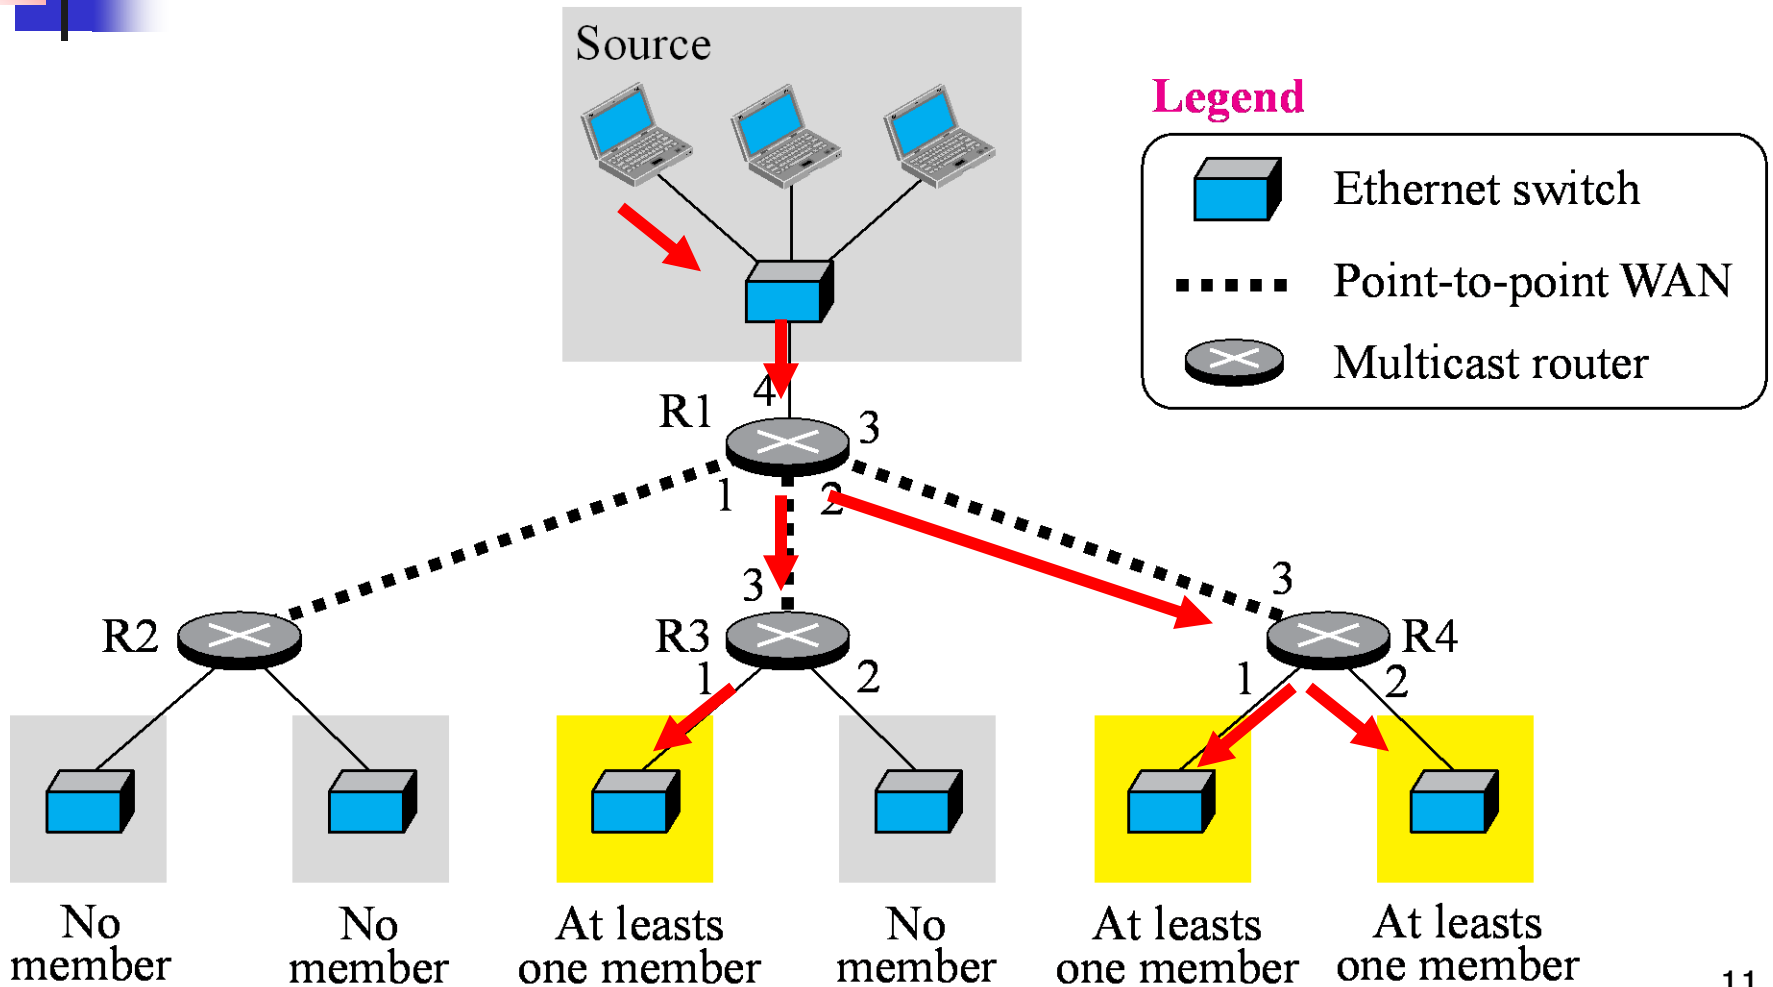 Source
Legend
Ethernet switch
Point-to-point WAN
Multicast router
R1
4
3
1
2
3
3
R2
R3
R4
1
2
1
2
No
member
No
member
At leasts
one member
No
member
At leasts
one member
At leasts
one member
11